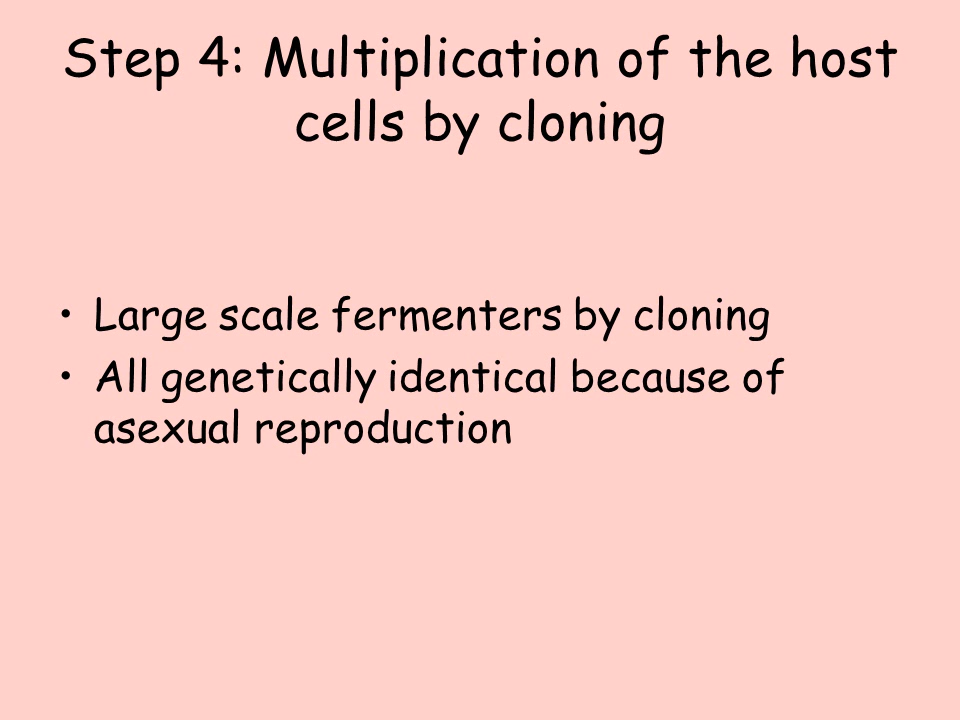 Step 4: Multiplication of the host
cells by cloning
• Large scale fermenters by cloning
• All genetically identical because of
asexual reproduction